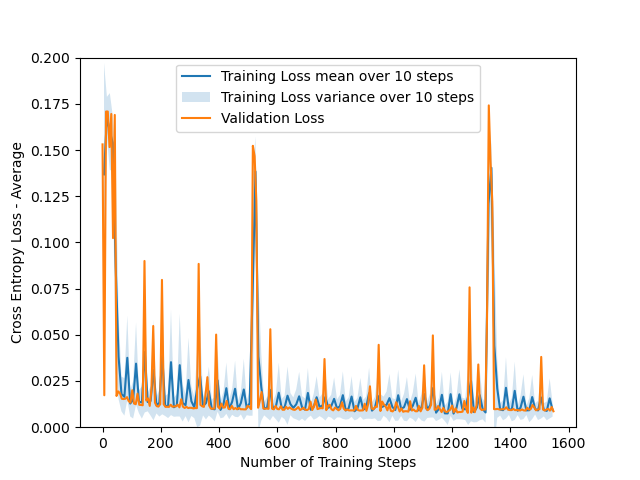 0.200
0.175
0.150
0.125
0.100
0.075
0.050
0.025
0.000
Cross Entropy Loss - Average
Training Loss mean over 10 steps
Training Loss variance over 10 steps
Validation Loss
0 200 400 600 800 1000 1200 1400 1600
Number of Training Steps